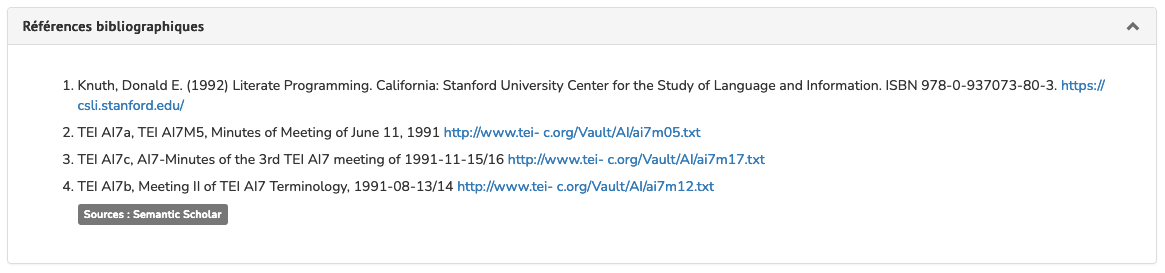 Références bibliographiques
1. Knuth, Donald E. (1992) Literate Programming. California: Stanford University Center for the Study of Language and Information. ISBN 978-0-937073-80-3. https://
csli.stanford.edu/
2. TEI AI7a, TEI AI7M5, Minutes of Meeting of June 11, 1991 http://www.tei- c.org/Vault/AI/ai7m05.txt
3. TEI AI7c, AI7-Minutes of the 3rd TEI AI7 meeting of 1991-11-15/16 http://www.tei- c.org/Vault/AI/ai7m17.txt
4. TEI AI7b, Meeting II of TEI AI7 Terminology, 1991-08-13/14 http://www.tei- c.org/Vault/AI/ai7m12.txt
Sources : Semantic Scholar